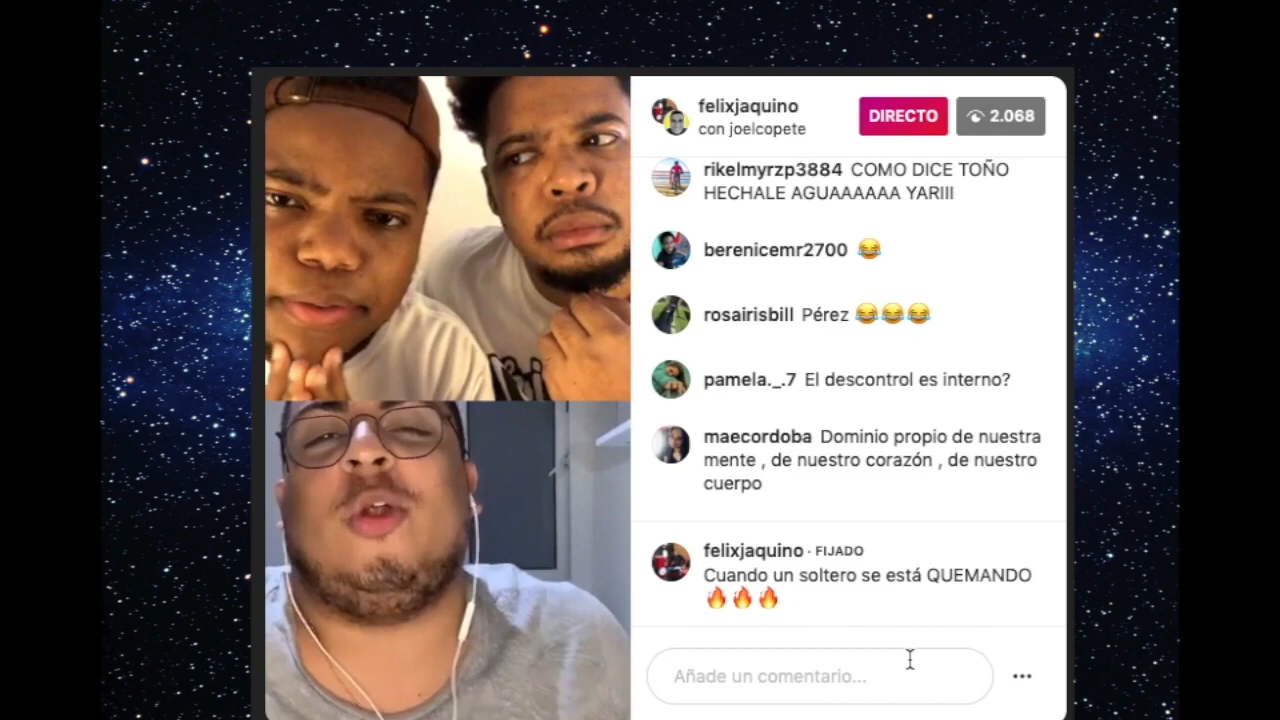 felixjaquino
con joelcopete
DIRECTO
2.068
rikelmyrzp3884 COMO DICE TOÑO
HECHALE AGUAAAAAA YARIII
berenicemr2700 😂
rosairisbill Pérez 😂😂😂
pamela._.7 El descontrol es interno?
maecordoba Dominio propio de nuestra
mente , de nuestro corazón , de nuestro
cuerpo
felixjaquino · FIJADO
Cuando un soltero se está QUEMANDO
🔥🔥🔥
Añade un comentario...